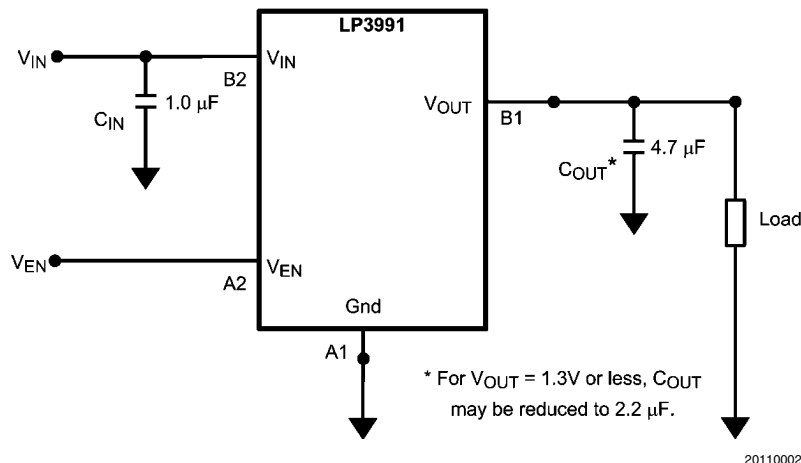 LP3991
VIN
VIN
B2
1.0 μF
CIN
VOUT
B1
4.7 μF
COUT*
Load
VEN
VEN
A2
Gnd
A1
* For VOUT = 1.3V or less, COUT
may be reduced to 2.2 μF.
20110002